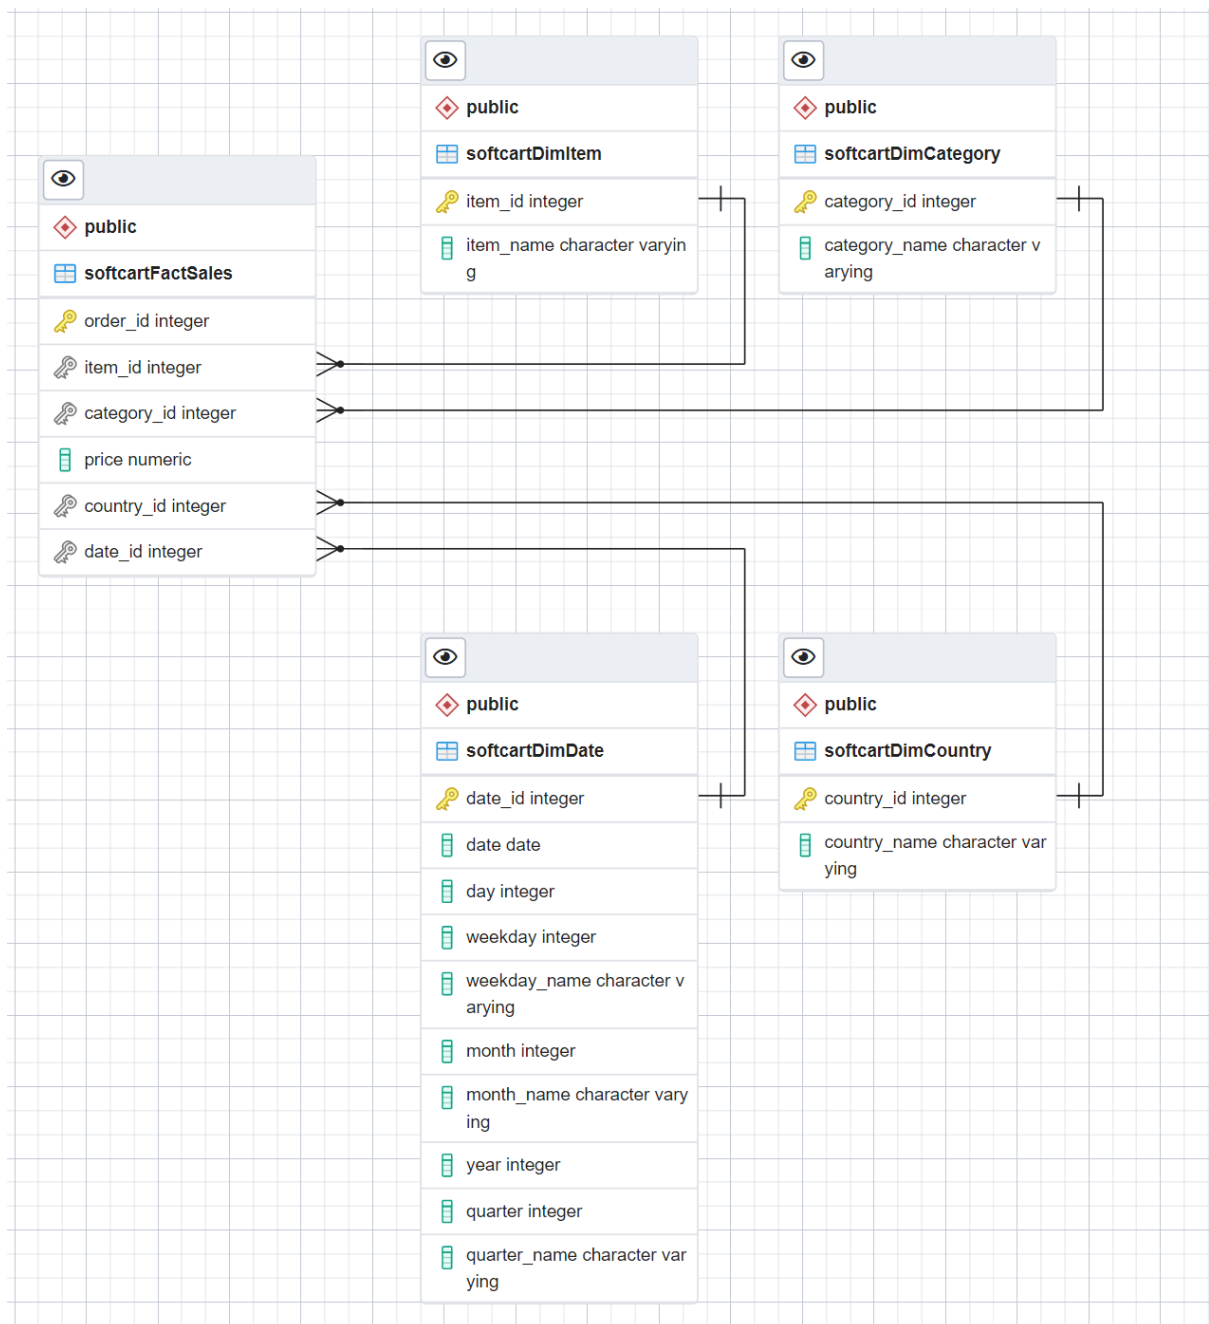 public
softcartFactSales
order_id integer
item_id integer
category_id integer
price numeric
country_id integer
date_id integer
public
softcartDimItem
item_id integer
item_name character varyin
g
public
softcartDimCategory
category_id integer
category_name character v
arying
public
softcartDimDate
date_id integer
date date
day integer
weekday integer
weekday_name character v
arying
month integer
month_name character vary
ing
year integer
quarter integer
quarter_name character var
ying
public
softcartDimCountry
country_id integer
country_name character var
ying